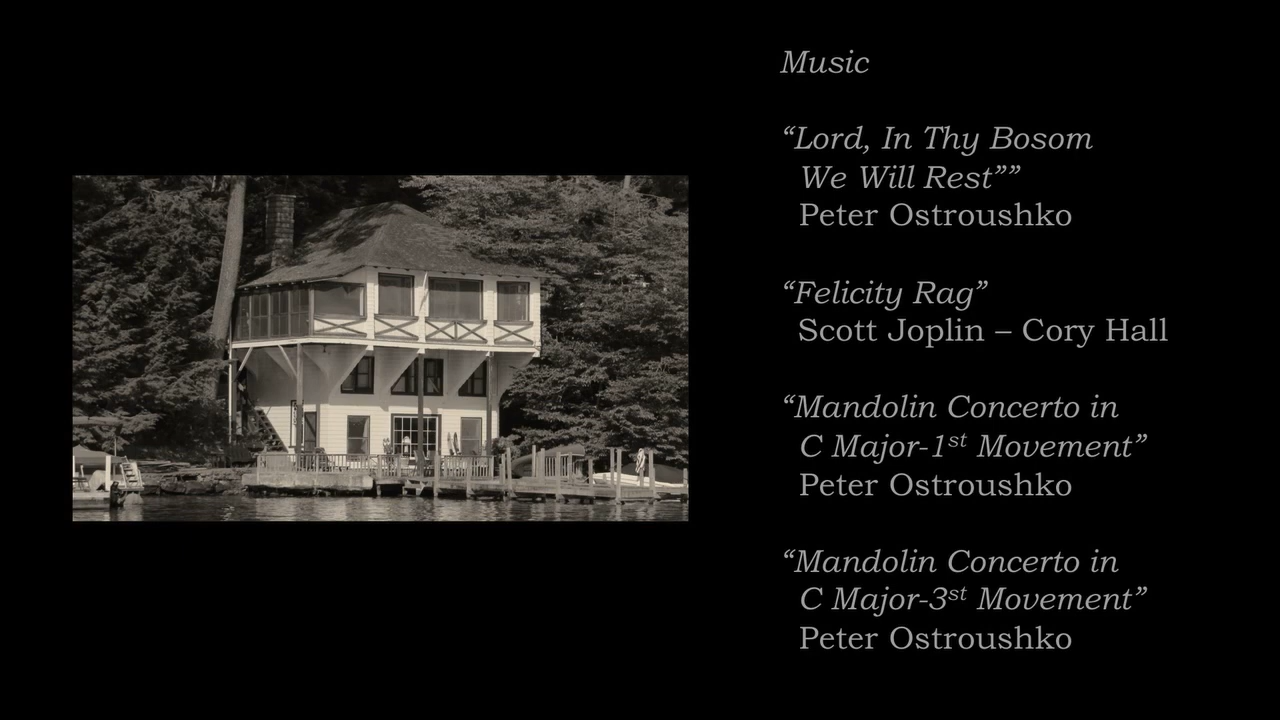 Music
“Lord, In Thy Bosom
We Will Rest””
Peter Ostroushko
“Felicity Rag”
Scott Joplin – Cory Hall
“Mandolin Concerto in
C Major-1st Movement”
Peter Ostroushko
“Mandolin Concerto in
C Major-3st Movement”
Peter Ostroushko